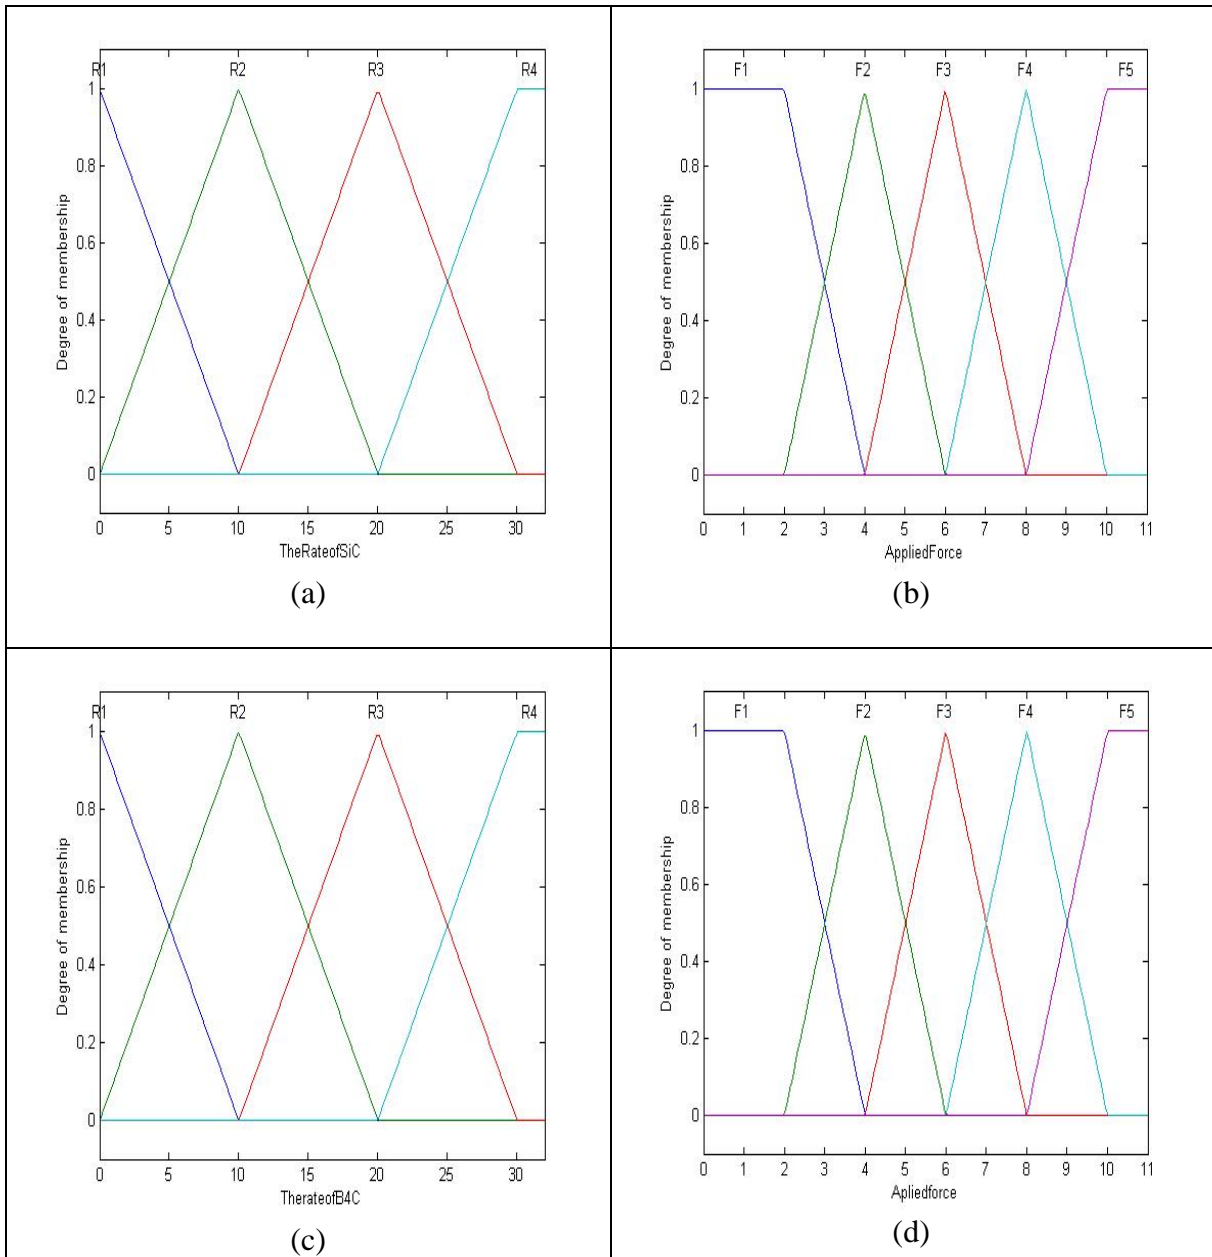 R1 R2 R3 R4
1
0.8
0.6
0.4
0.2
0
Degree of membership
0 5 10 15 20 25 30
TheRateofSiC
(a)
F1 F2 F3 F4 F5
1
0.8
0.6
0.4
0.2
0
Degree of membership
0 1 2 3 4 5 6 7 8 9 10 11
AppliedForce
(b)
R1 R2 R3 R4
1
0.8
0.6
0.4
0.2
0
Degree of membership
0 5 10 15 20 25 30
TherateofB4C
(c)
F1 F2 F3 F4 F5
1
0.8
0.6
0.4
0.2
0
Degree of membership
0 1 2 3 4 5 6 7 8 9 10 11
Apliedforce
(d)